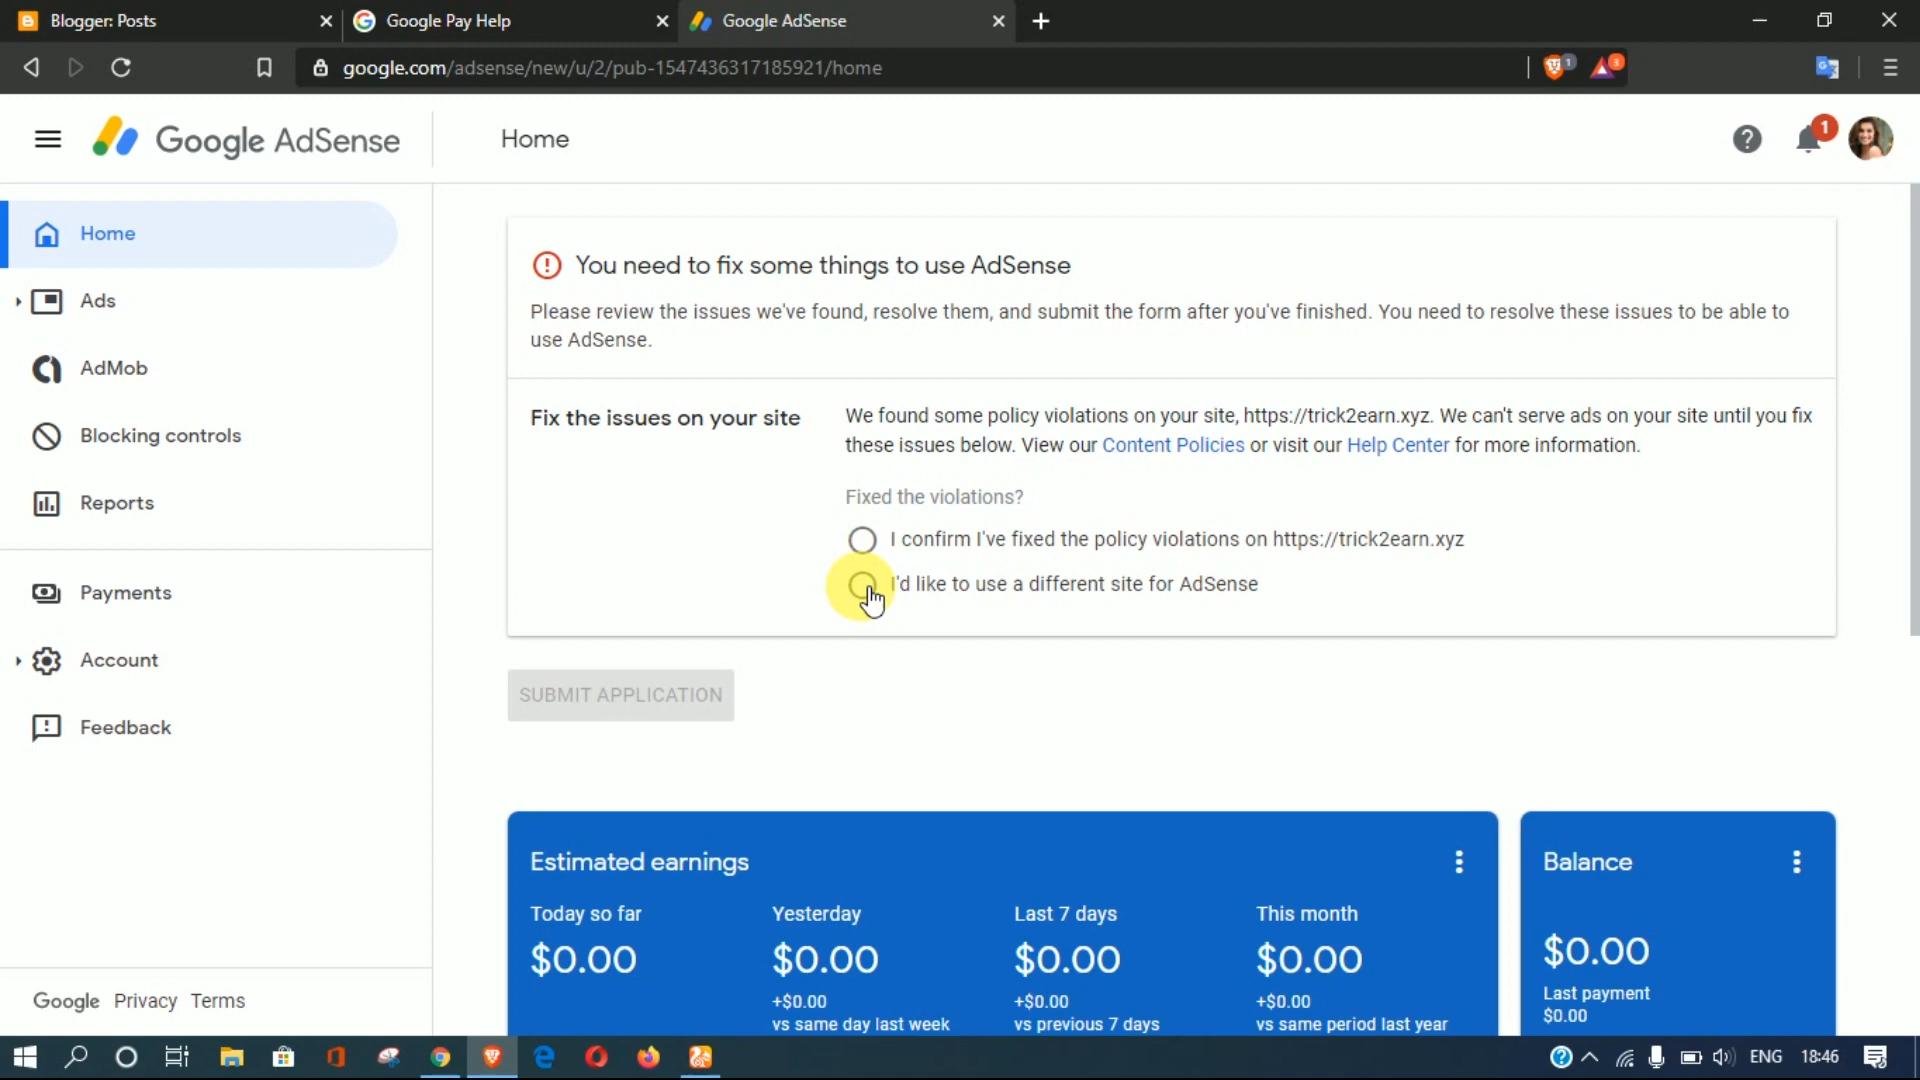 Blogger: Posts
Google Pay Help
Google AdSense
google.com/adsense/new/u/2/pub-1547436317185921/home
1
3
Google AdSense
Home
1
Home
Ads
AdMob
Blocking controls
Reports
Payments
Account
Feedback
Google Privacy Terms
You need to fix some things to use AdSense
Please review the issues we've found, resolve them, and submit the form after you've finished. You need to resolve these issues to be able to
use AdSense.
Fix the issues on your site
We found some policy violations on your site, https://trick2earn.xyz. We can't serve ads on your site until you fix
these issues below. View our Content Policies or visit our Help Center for more information.
Fixed the violations?
I confirm I've fixed the policy violations on https://trick2earn.xyz
I'd like to use a different site for AdSense
SUBMIT APPLICATION
Estimated earnings
Today so far
$0.00
Yesterday
$0.00
+$0.00
vs same day last week
Last 7 days
$0.00
+$0.00
vs previous 7 days
This month
$0.00
+$0.00
vs same period last year
Balance
$0.00
Last payment
$0.00
ENG
18:46